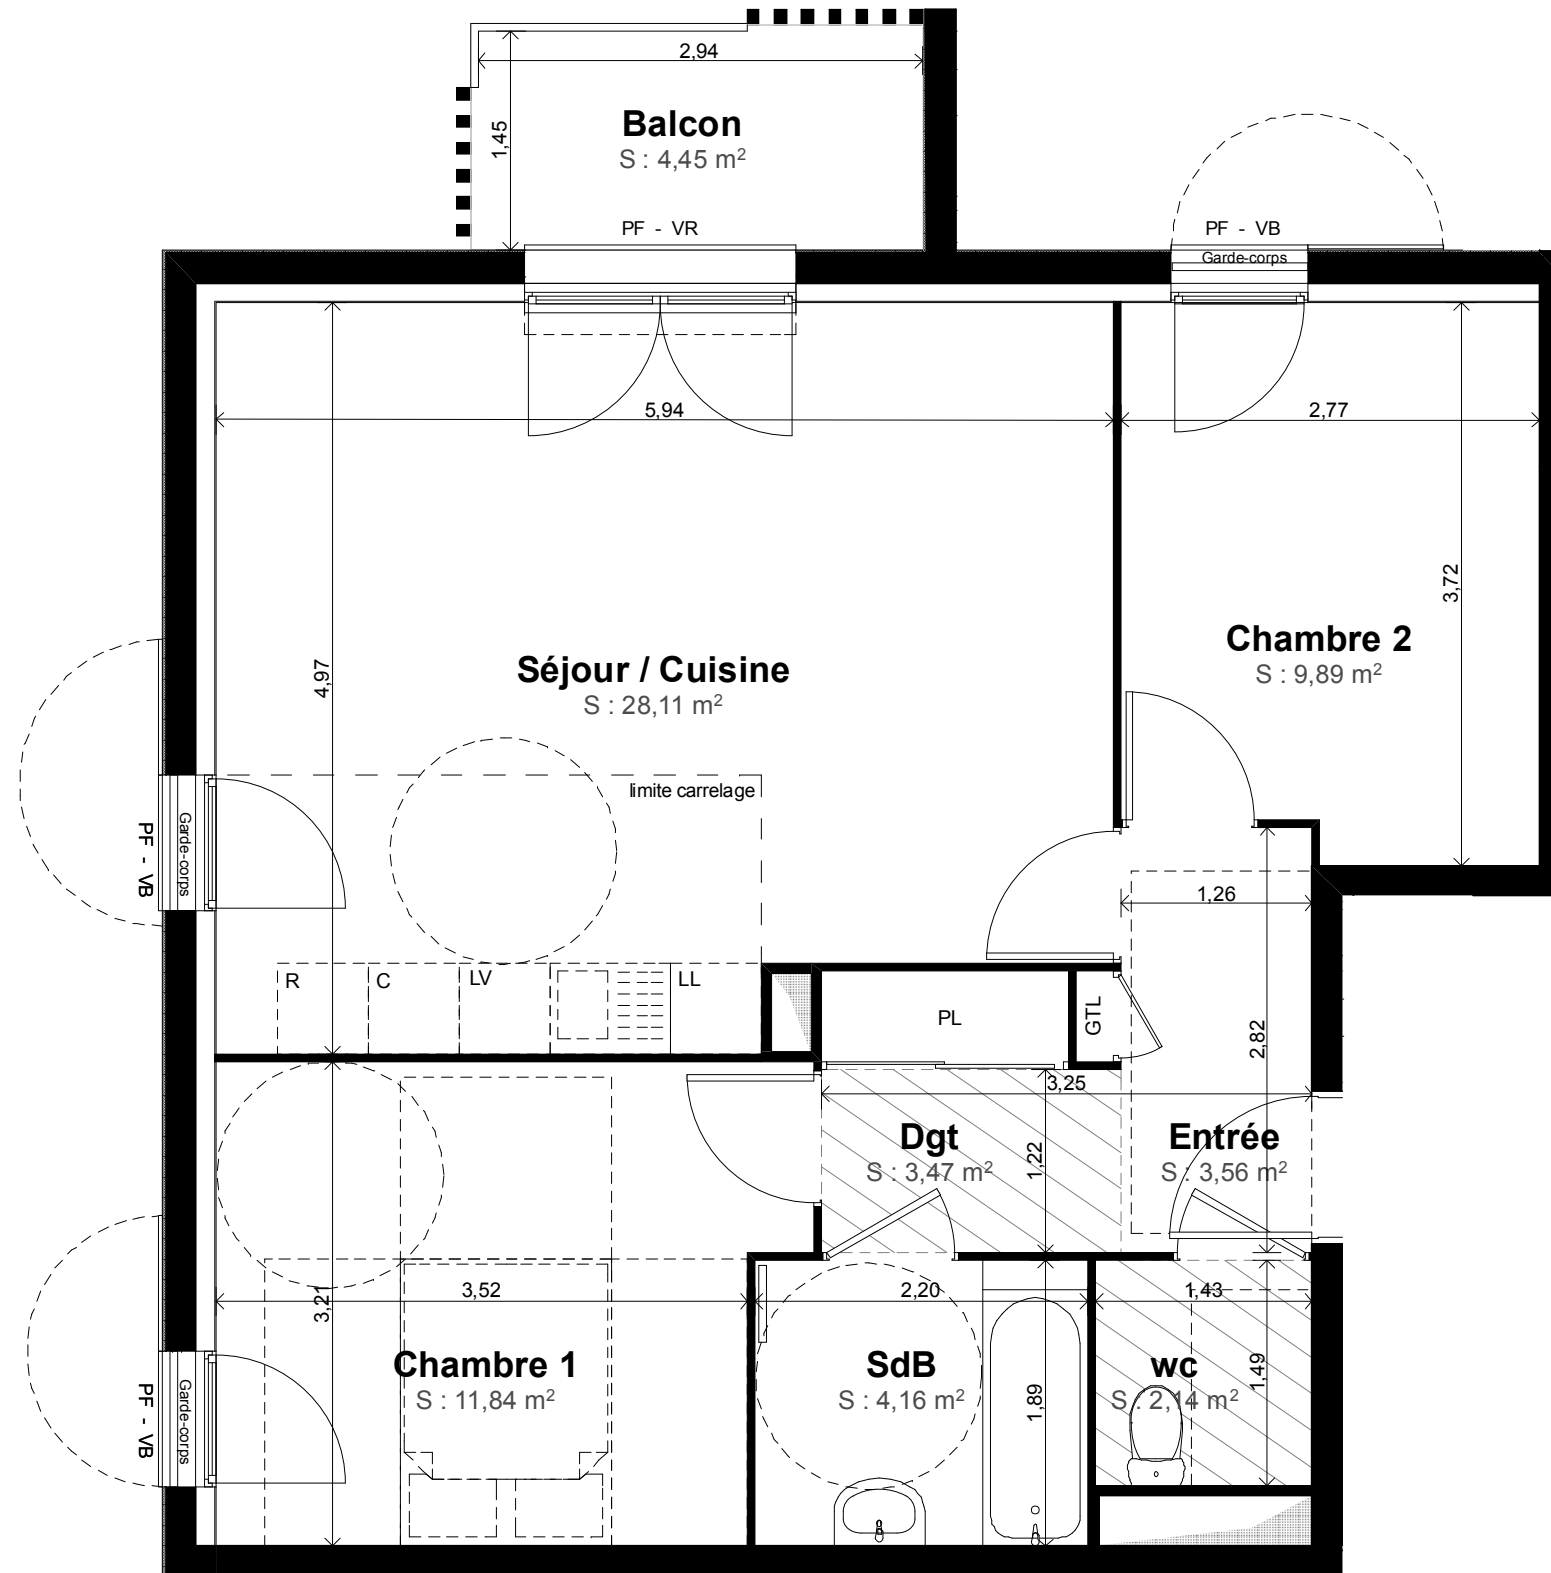 2,94
Balcon
1,45
S : 4,45 m²
PF - VR
PF - VB
Garde-corps
5,94
2,77
3,72
Chambre 2
S : 9,89 m²
4,97
Séjour / Cuisine
S : 28,11 m²
limite carrelage
PF - VB
Garde-corps
1,26
R
C
LV
LL
PL
GTL
2,82
3,25
Dgt
S : 3,47 m²
1,22
Entrée
S : 3,56 m²
3,21
3,52
2,20
1,43
Chambre 1
S : 11,84 m²
SdB
S : 4,16 m²
1,89
wc
S : 2,14 m²
1,49
PF - VB
Garde-corps